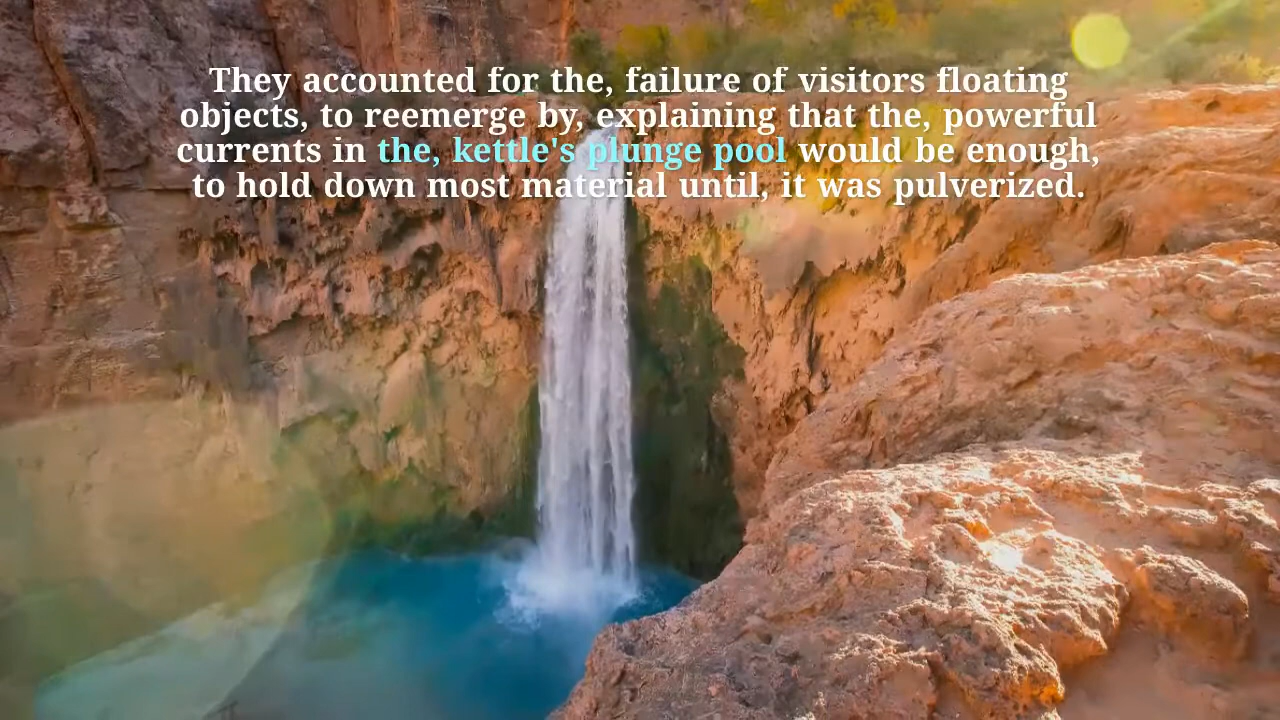 They accounted for the, failure of visitors floating
objects, to reemerge by, explaining that the, powerful
currents in the, kettle's plunge pool would be enough,
to hold down most material until, it was pulverized.